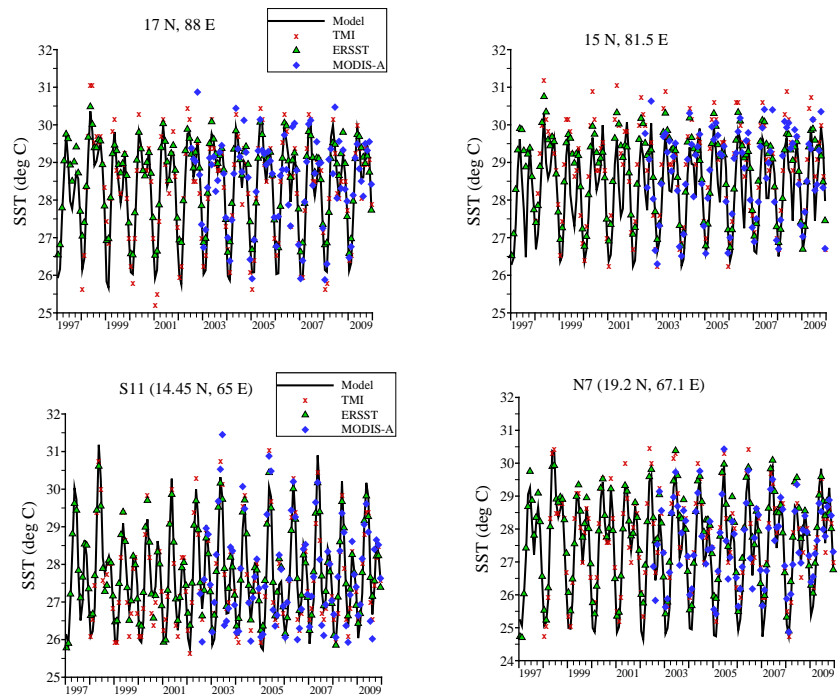 17 N, 88 E
Model
TMI
ERSST
MODIS-A
SST (deg C)
32
31
30
29
28
27
26
25
1997 1999 2001 2003 2005 2007 2009
15 N, 81.5 E
SST (deg C)
32
31
30
29
28
27
26
25
1997 1999 2001 2003 2005 2007 2009
S11 (14.45 N, 65 E)
Model
TMI
ERSST
MODIS-A
SST (deg C)
32
31
30
29
28
27
26
25
1997 1999 2001 2003 2005 2007 2009
N7 (19.2 N, 67.1 E)
SST (deg C)
32
31
30
29
28
27
26
25
24
1997 1999 2001 2003 2005 2007 2009